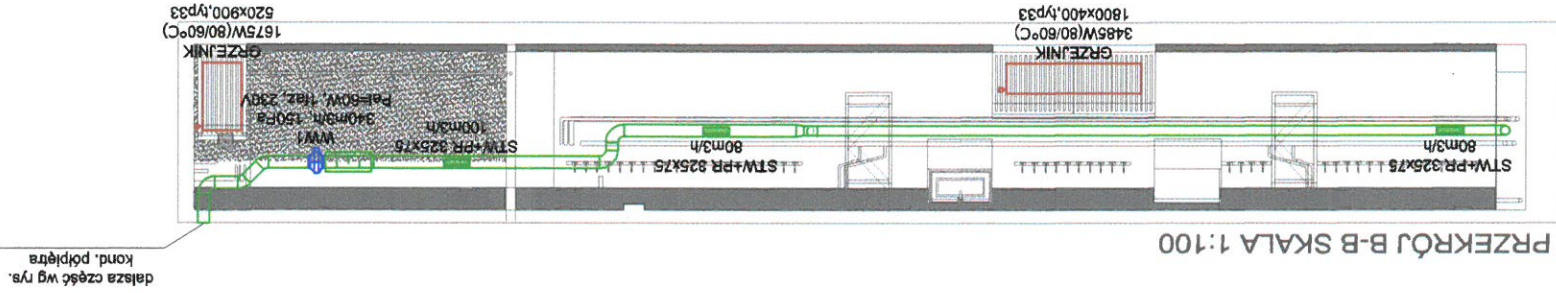 PRZEKRÓJ B-B SKALA 1:100
STW+PR 325x75
80m3/h
STW+PR 325x75
80m3/h
STW+PR 325x75
100m3/h
WW1
340m3/h, 150Pa
Pel=60W, 1faz, 230V
GRZEJNIK
3485W(80/60°C)
1800x400,typ33
GRZEJNIK
1675W(80/60°C)
520x900,typ33
dalsza część wg rys.
kond. półpiętra